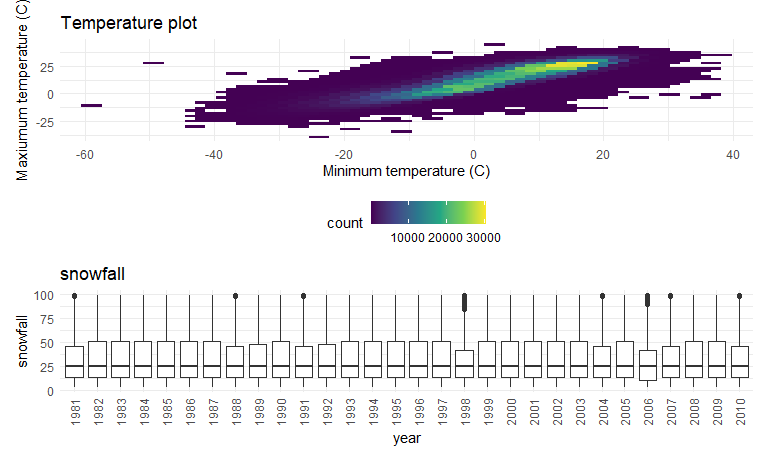 Temperature plot
Maxiumum temperature (C)
25
0
-25
-60 -40 -20 0 20 40
Minimum temperature (C)
count
10000 20000 30000
snowfall
snowfall
100
75
50
25
0
1981 1982 1983 1984 1985 1986 1987 1988 1989 1990 1991 1992 1993 1994 1995 1996 1997 1998 1999 2000 2001 2002 2003 2004 2005 2006 2007 2008 2009 2010
year